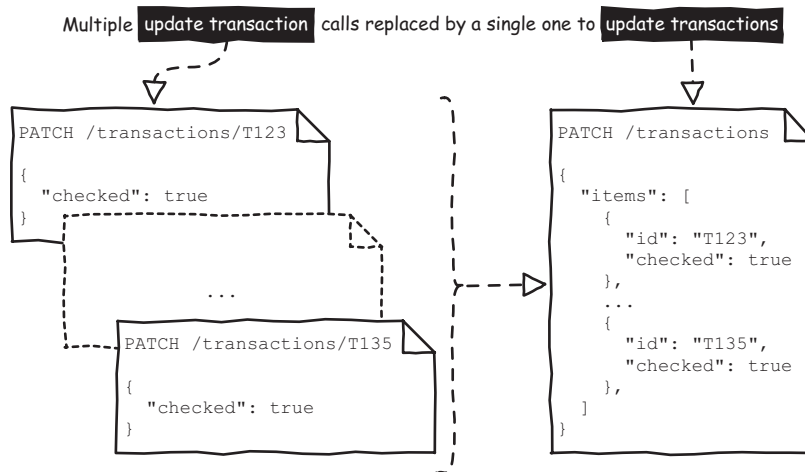 Multiple update transaction calls replaced by a single one to update transactions
PATCH /transactions/T123
{
"checked": true
}
...
PATCH /transactions/T135
{
"checked": true
}
PATCH /transactions
{
"items": [
{
"id": "T123",
"checked": true
},
...
{
"id": "T135",
"checked": true
},
]
}